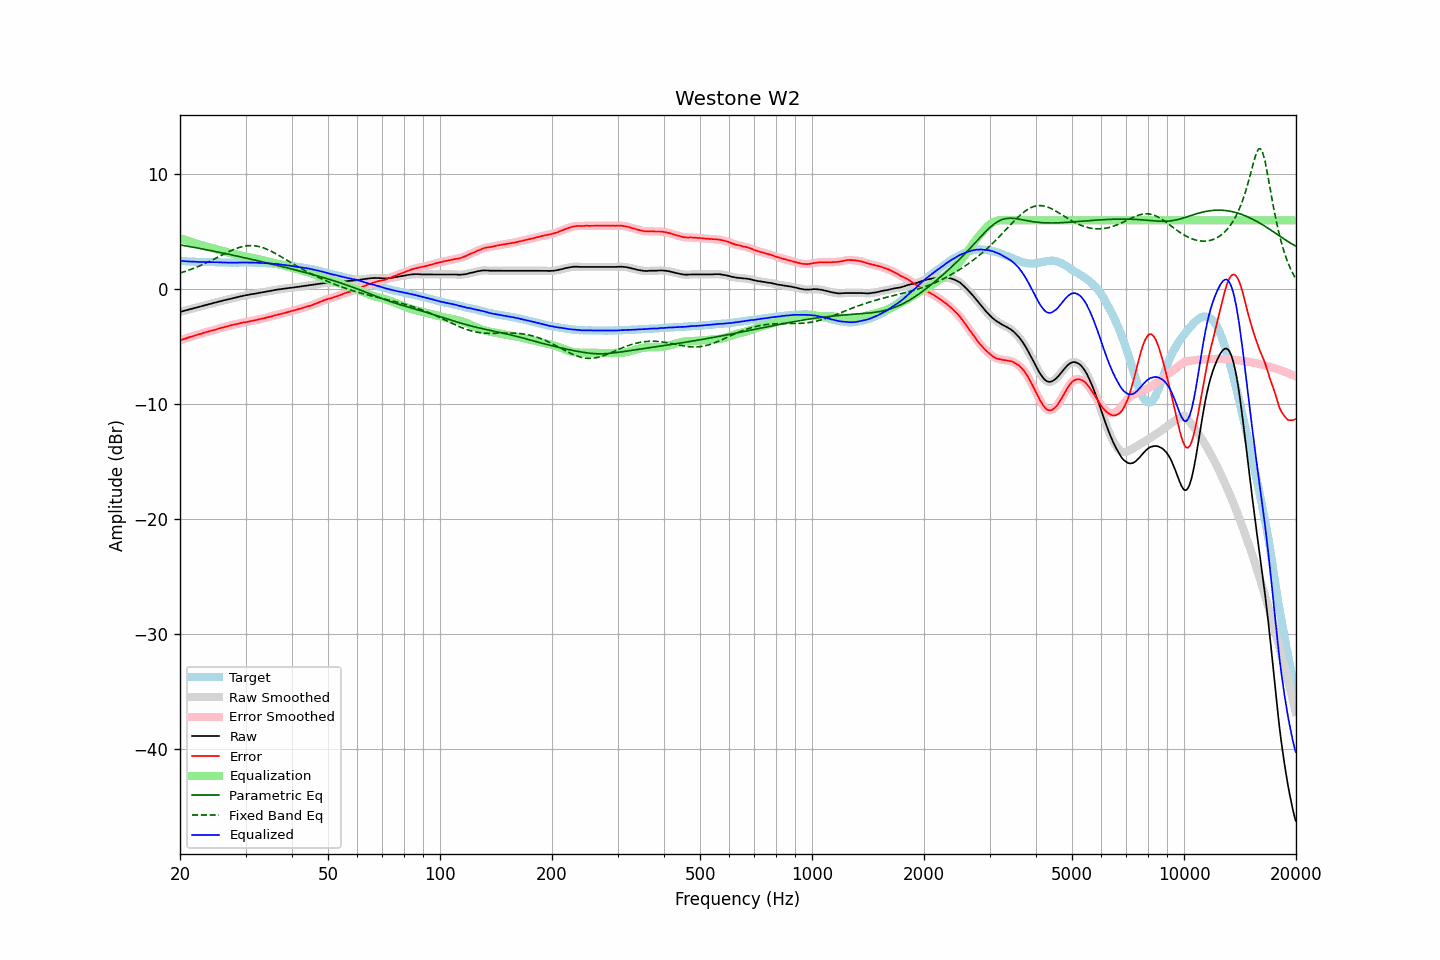 Westone W2
Amplitude (dBr)
10
0
−10
−20
−30
−40
Target
Raw Smoothed
Error Smoothed
Raw
Error
Equalization
Parametric Eq
Fixed Band Eq
Equalized
20 50 100 200 500 1000 2000 5000 10000 20000
Frequency (Hz)